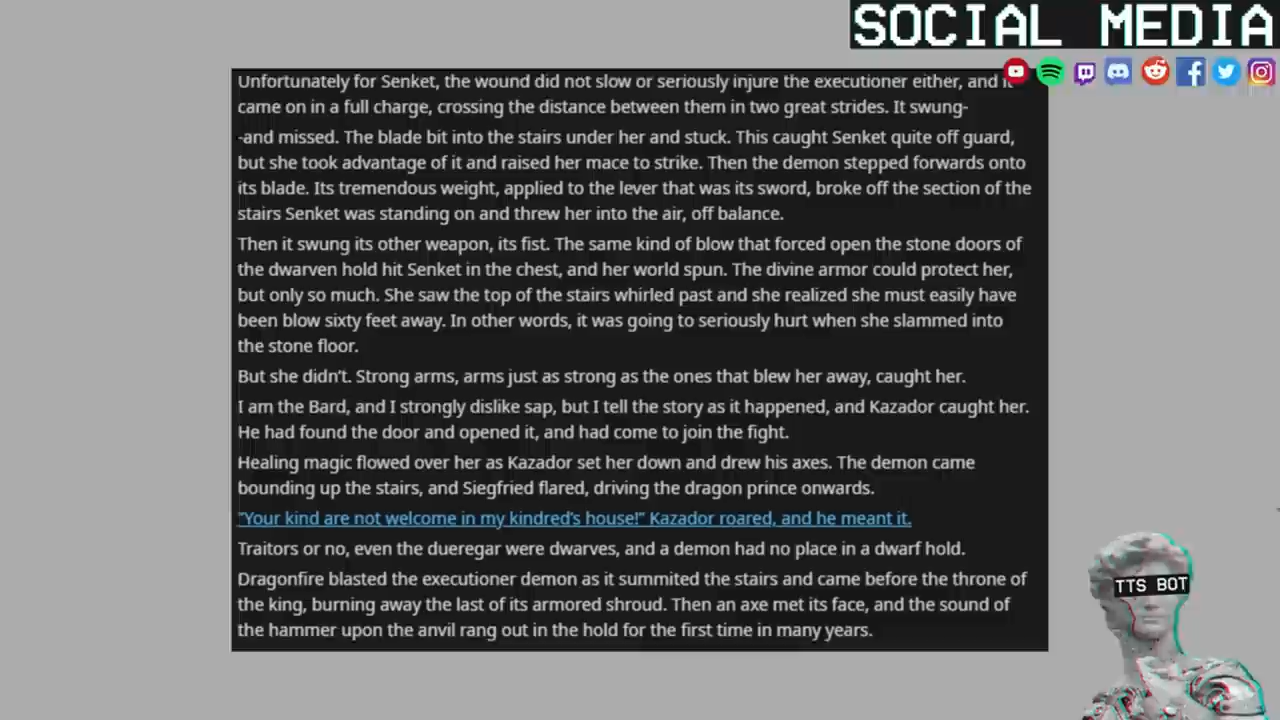 SOCIAL MEDIA
Unfortunately for Senket, the wound did not slow or seriously injure the executioner either, and it
came on in a full charge, crossing the distance between them in two great strides. It swung-
-and missed. The blade bit into the stairs under her and stuck. This caught Senket quite off guard,
but she took advantage of it and raised her mace to strike. Then the demon stepped forwards onto
its blade. Its tremendous weight, applied to the lever that was its sword, broke off the section of the
stairs Senket was standing on and threw her into the air, off balance.
Then it swung its other weapon, its fist. The same kind of blow that forced open the stone doors of
the dwarven hold hit Senket in the chest, and her world spun. The divine armor could protect her,
but only so much. She saw the top of the stairs whirled past and she realized she must easily have
been blow sixty feet away. In other words, it was going to seriously hurt when she slammed into
the stone floor.
But she didn't. Strong arms, arms just as strong as the ones that blew her away, caught her.
I am the Bard, and I strongly dislike sap, but I tell the story as it happened, and Kazador caught her.
He had found the door and opened it, and had come to join the fight.
Healing magic flowed over her as Kazador set her down and drew his axes. The demon came
bounding up the stairs, and Siegfried flared, driving the dragon prince onwards.
"Your kind are not welcome in my kindred's house!" Kazador roared, and he meant it.
Traitors or no, even the dueregar were dwarves, and a demon had no place in a dwarf hold.
Dragonfire blasted the executioner demon as it summited the stairs and came before the throne of
the king, burning away the last of its armored shroud. Then an axe met its face, and the sound of
the hammer upon the anvil rang out in the hold for the first time in many years.
TTS BOT